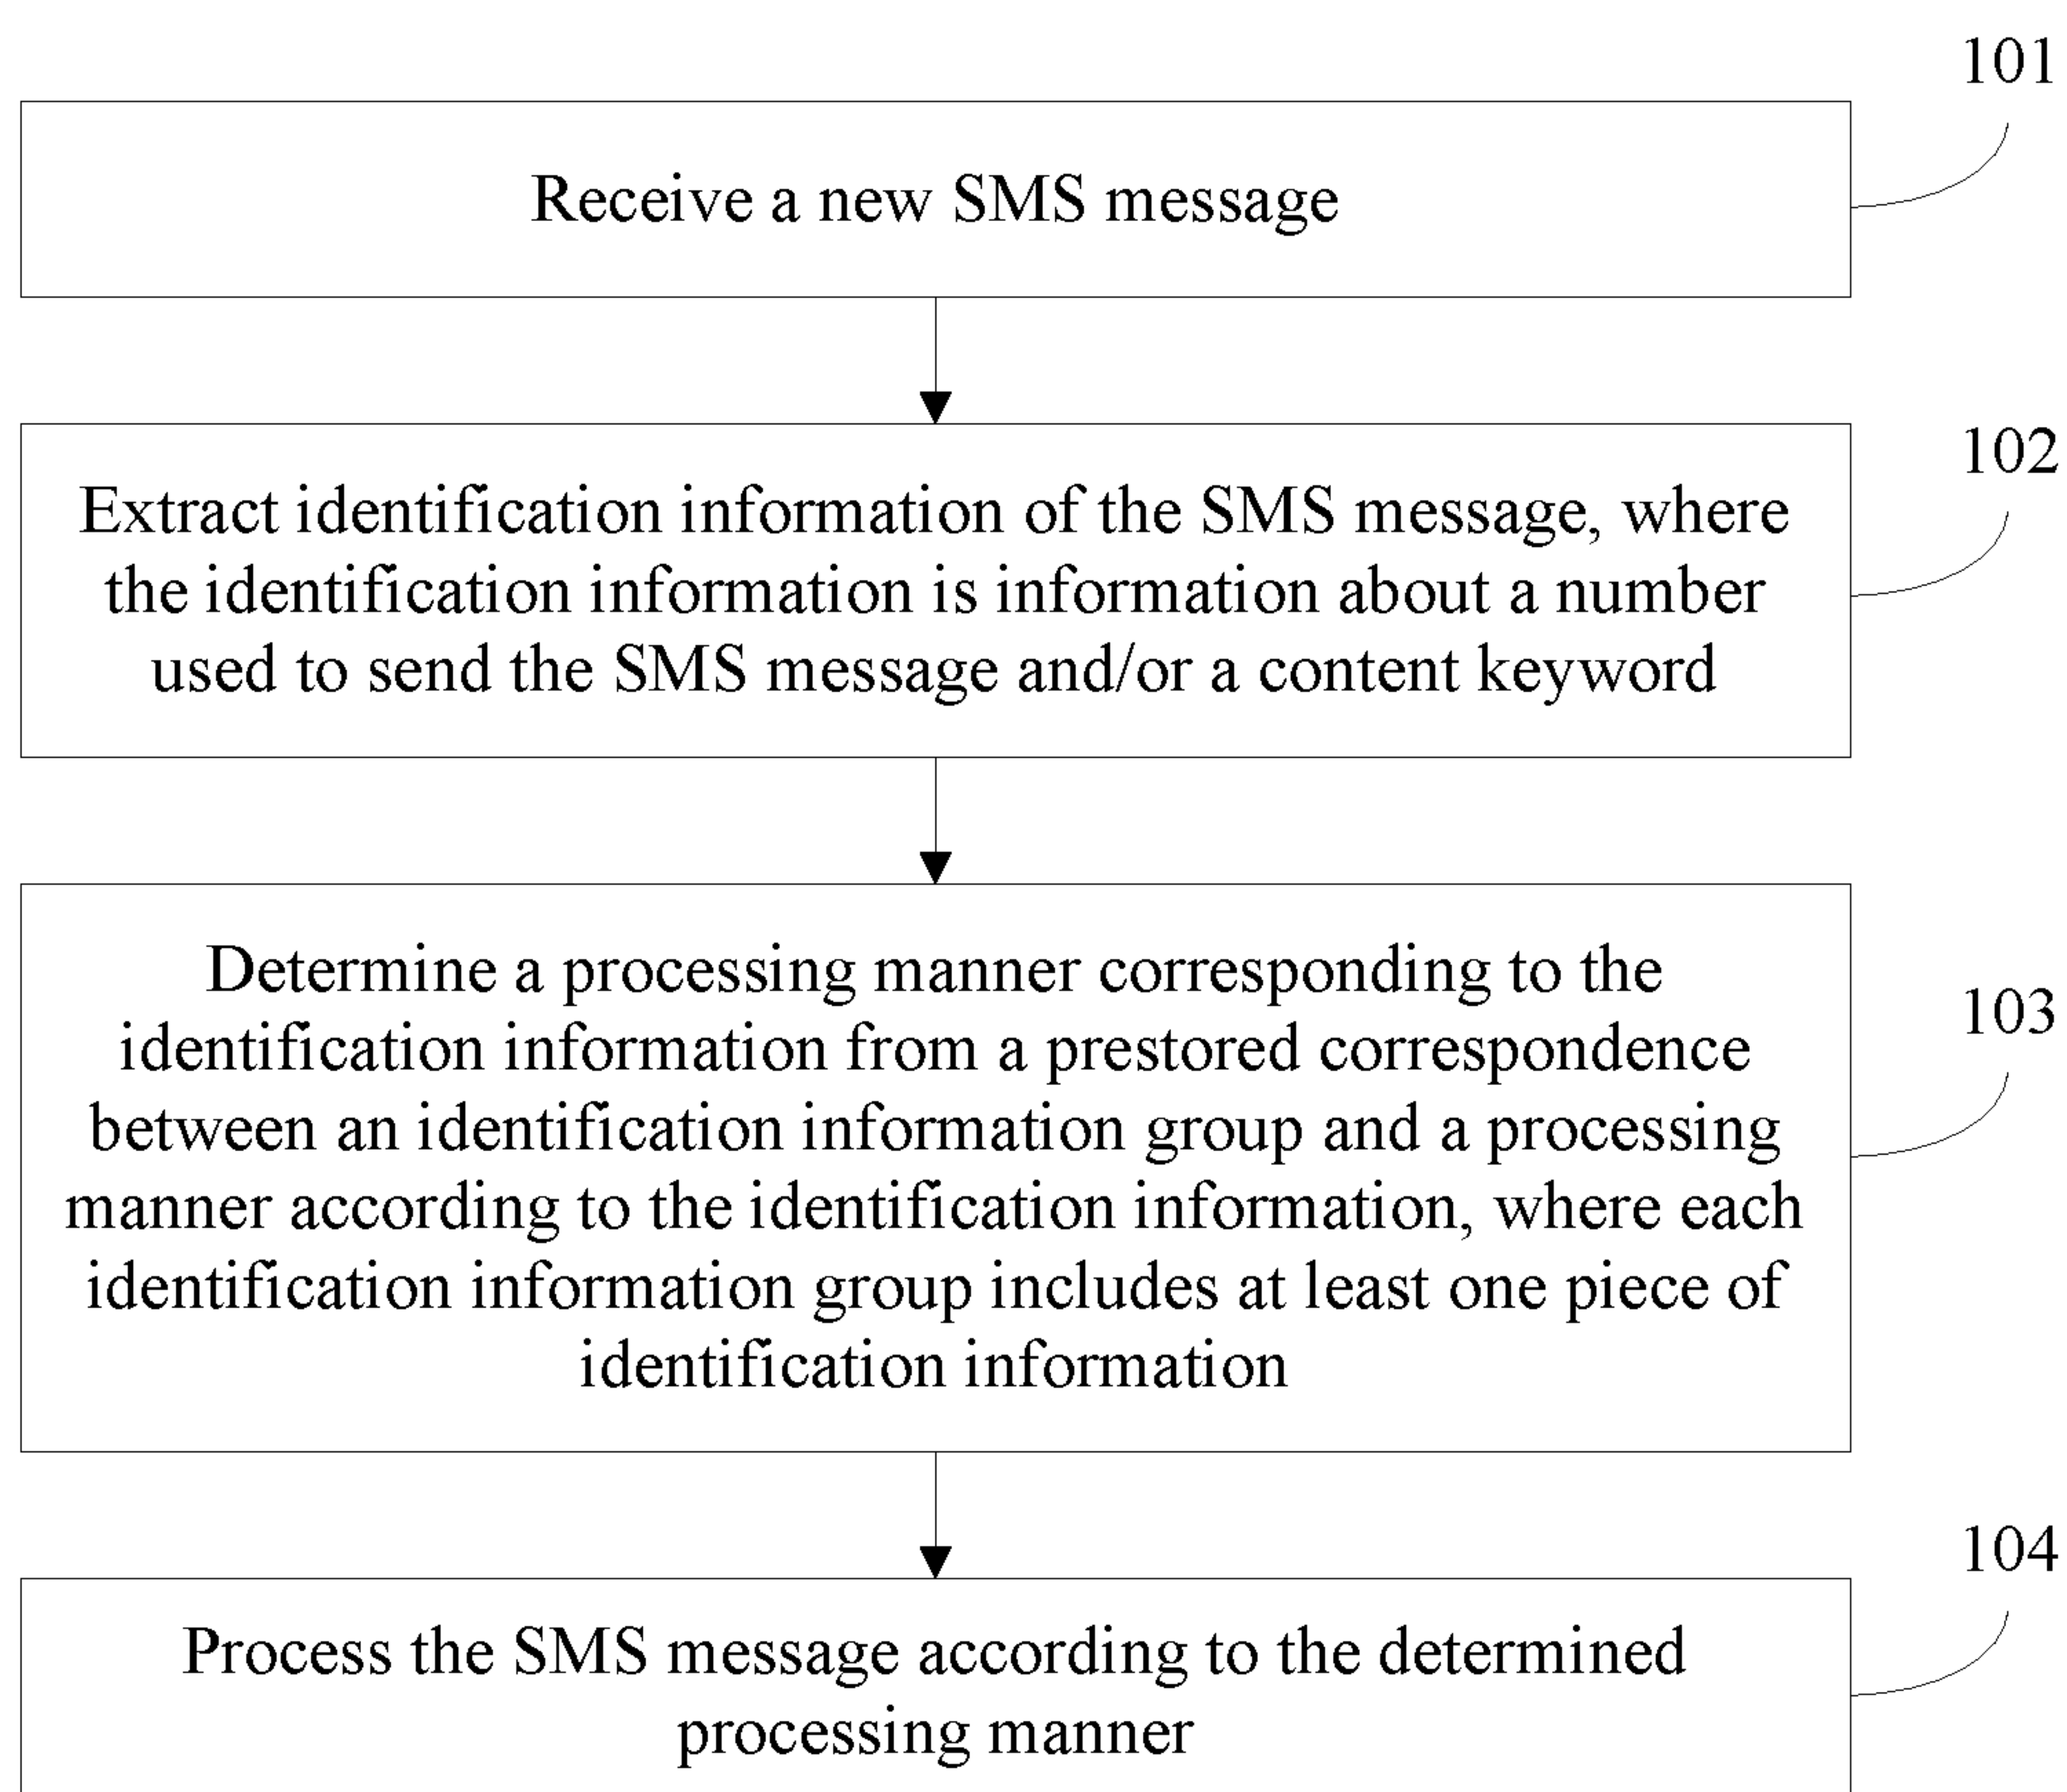 101
Receive a new SMS message
102
Extract identification information of the SMS message, where
the identification information is information about a number
used to send the SMS message and/or a content keyword
103
Determine a processing manner corresponding to the
identification information from a prestored correspondence
between an identification information group and a processing
manner according to the identification information, where each
identification information group includes at least one piece of
identification information
104
Process the SMS message according to the determined
processing manner